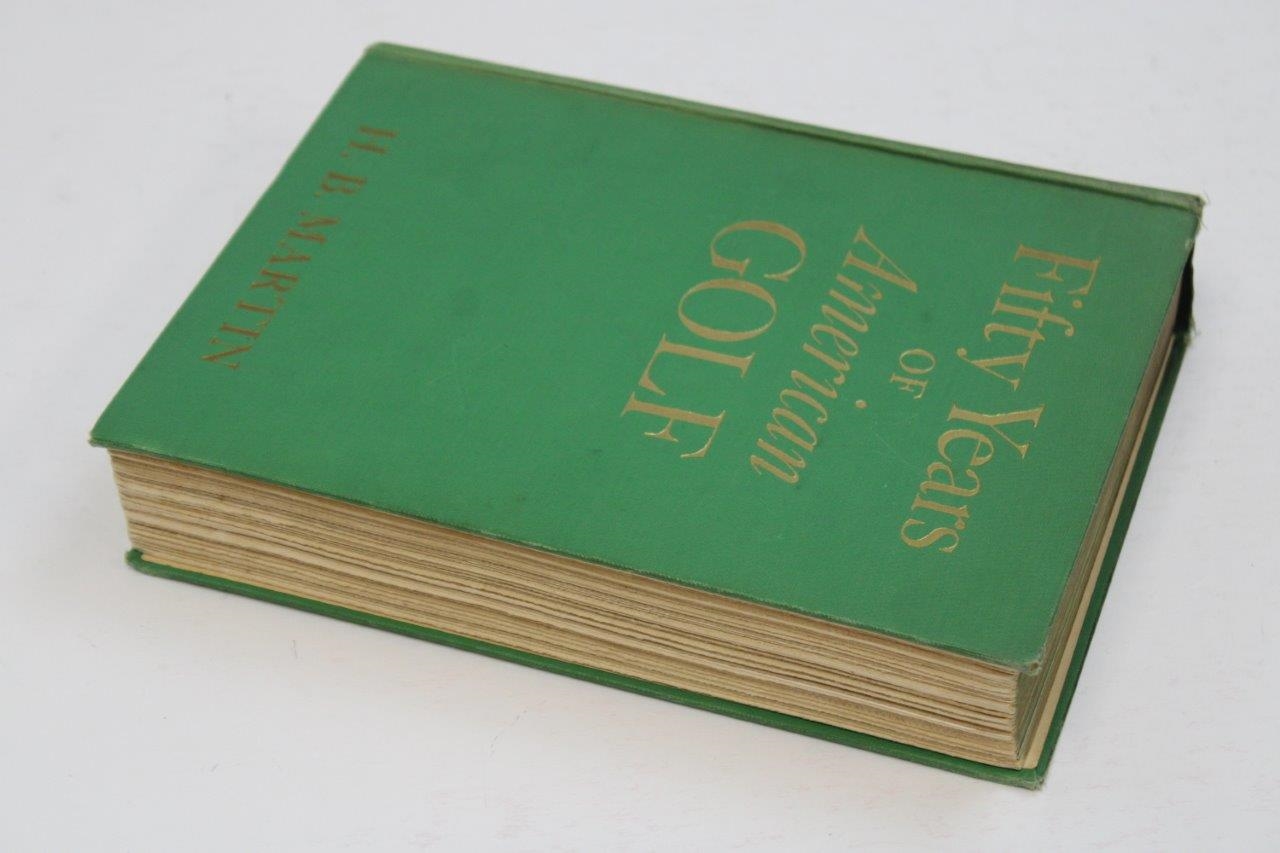 Fifty Years
OF
American
GOLF
H. B. MARTIN